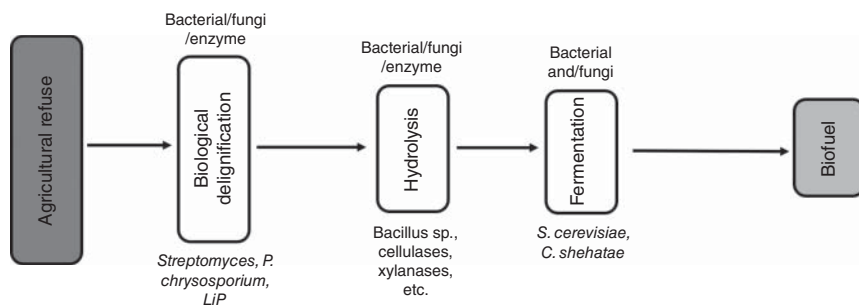 Agricultural refuse
Bacterial/fungi
/enzyme
Biological
delignification
Streptomyces, P.
chrysosporium,
LiP
Bacterial/fungi
/enzyme
Hydrolysis
Bacillus sp.,
cellulases,
xylanases,
etc.
Bacterial
and/fungi
Fermentation
S. cerevisiae,
C. shehatae
Biofuel